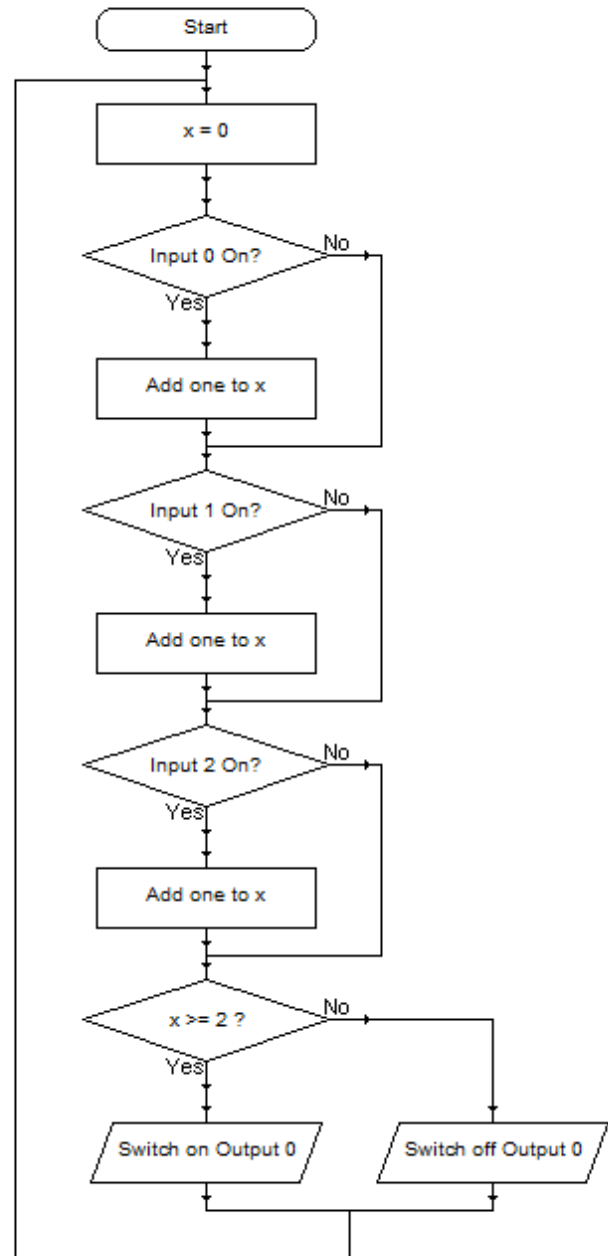 Start
x = 0
Input 0 On?
No
Yes
Add one to x
Input 1 On?
No
Yes
Add one to x
Input 2 On?
No
Yes
Add one to x
x >= 2 ?
No
Yes
Switch on Output 0
Switch off Output 0